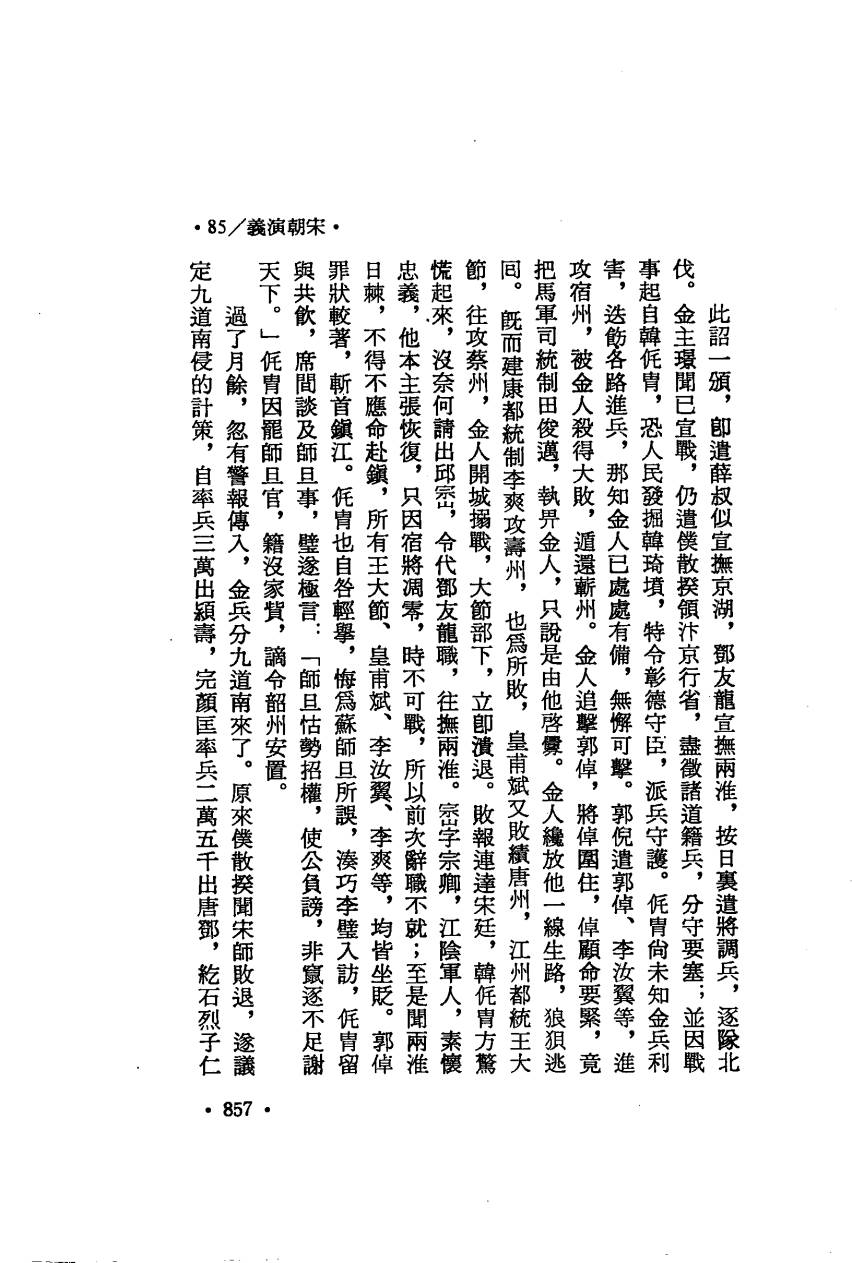 ·85／義演朝宋·
此詔一頒，卽遣薛叔似宣撫京湖，鄧友龍宣撫兩淮，按日裏遣將調兵，逐隊北
伐。金主璟聞已宣戰，仍遣僕散揆領汴京行省，盡徵諸道籍兵，分守要塞；並因戰
事起自韓侂冑，恐人民發掘韓琦墳，特令彰德守臣，派兵守護。侂冑尙未知金兵利
害，迭飭各路進兵，那知金人已處處有備，無懈可擊。郭倪遣郭倬、李汝翼等，進
攻宿州，被金人殺得大敗，遁還蘄州。金人追擊郭倬，將倬圍住，倬顧命要緊，竟
把馬軍司統制田俊邁，執畀金人，只說是由他啓釁。金人纔放他一線生路，狼狽逃
囘。旣而建康都統制李爽攻壽州，也爲所敗，皇甫斌又敗績唐州，江州都統王大
節，往攻蔡州，金人開城搦戰，大節部下，立卽潰退。敗報連達宋廷，韓侂冑方驚
慌起來，沒奈何請出邱崈，令代鄧友龍職，往撫兩淮。崈字宗卿，江陰軍人，素懷
忠義，他本主張恢復，只因宿將凋零，時不可戰，所以前次辭職不就；至是聞兩淮
日棘，不得不應命赴鎭，所有王大節、皇甫斌、李汝翼、李爽等，均皆坐貶。郭倬
罪狀較著，斬首鎭江。侂冑也自咎輕擧，悔爲蘇師旦所誤，湊巧李壁入訪，侂冑留
與共飮，席間談及師旦事，璧遂極言：「師旦怙勢招權，使公負謗，非竄逐不足謝
天下。」侂冑因罷師旦官，籍沒家貲，謫令韶州安置。
過了月餘，忽有警報傳入，金兵分九道南來了。原來僕散揆聞宋師敗退，遂議
定九道南侵的計策，自率兵三萬出潁壽，完顏匡率兵二萬五千出唐鄧，紇石烈子仁
·857·